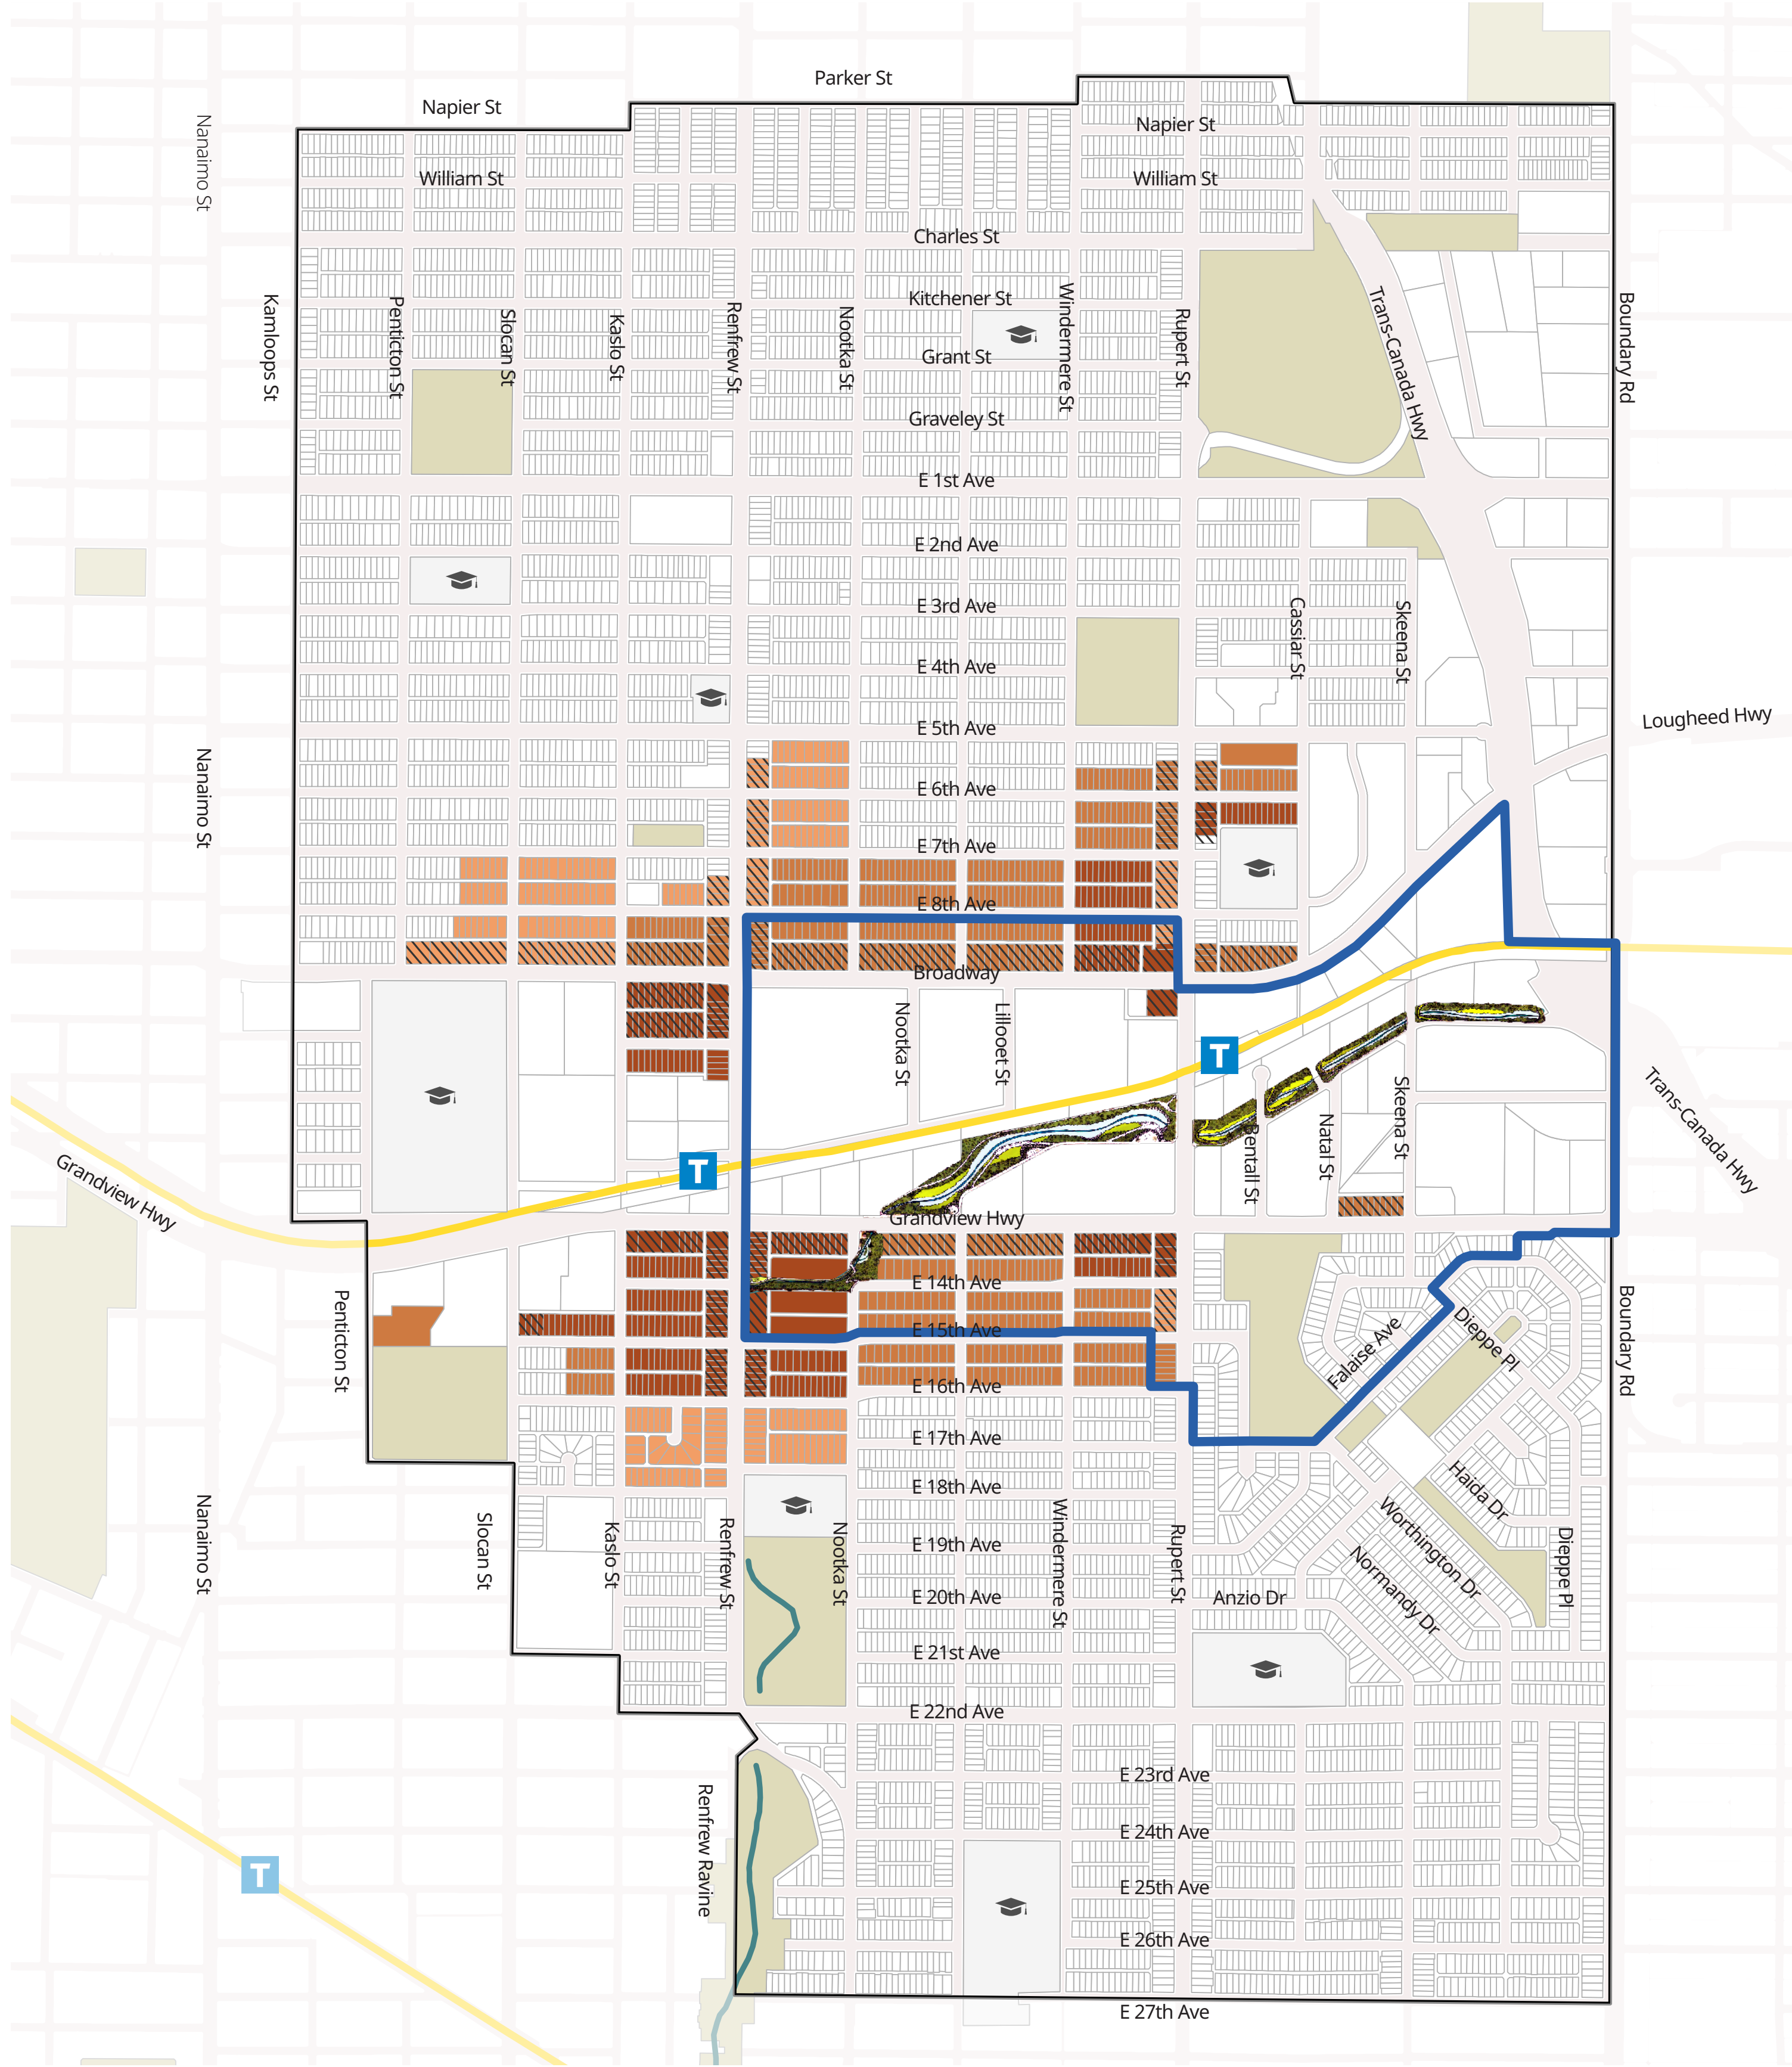 Parker St
Napier St
Napier St
Nanaimo St
William St
William St
Charles St
Kamloops St
Penticton St
Slocan St
Kaslo St
Renfrew St
Nootka St
Kitchener St
Windermere St
Rupert St
Trans-Canada Hwy
Boundary Rd
Grant St
Graveley St
E 1st Ave
E 2nd Ave
E 3rd Ave
Cassiar St
Skeena St
E 4th Ave
Lougheed Hwy
E 5th Ave
Nanaimo St
E 6th Ave
E 7th Ave
E 8th Ave
Broadway
Nootka St
Lillooet St
T
Trans-Canada Hwy
Skeena St
Natal St
Bentall St
Grandview Hwy
T
Grandview Hwy
E 14th Ave
Penticton St
Boundary Rd
Dieppe Pl
Falaise Ave
E 15th Ave
E 16th Ave
E 17th Ave
Haida Dr
E 18th Ave
Nanaimo St
Slocan St
Kaslo St
Renfrew St
Nootka St
Windermere St
Rupert St
Worthington Dr
Dieppe Pl
Normandy Dr
E 19th Ave
E 20th Ave
Anzio Dr
E 21st Ave
E 22nd Ave
E 23rd Ave
Renfrew Ravine
E 24th Ave
T
E 25th Ave
E 26th Ave
E 27th Ave